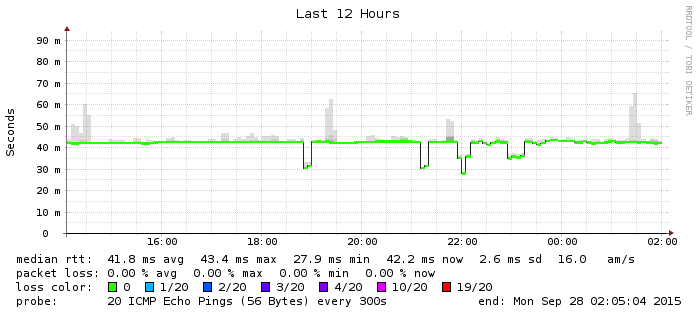 Last 12 Hours
RRDTOOL / TOBI OETIKER
Seconds
90 m
80 m
70 m
60 m
50 m
40 m
30 m
20 m
10 m
0
16:00 18:00 20:00 22:00 00:00 02:00
median rtt: 41.8 ms avg 43.4 ms max 27.9 ms min 42.2 ms now 2.6 ms sd 16.0 am/s
packet loss: 0.00 % avg 0.00 % max 0.00 % min 0.00 % now
loss color: 0 1/20 2/20 3/20 4/20 10/20 19/20
probe: 20 ICMP Echo Pings (56 Bytes) every 300s end: Mon Sep 28 02:05:04 2015